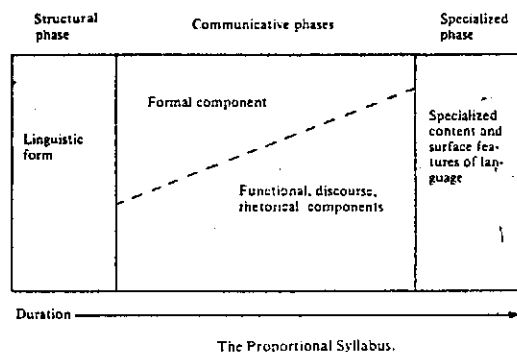 Structural
phase
Communicative phases
Specialized
phase
Linguistic
form
Formal component
Functional, discourse,
rhetorical components
Specialized
content and
surface fea-
tures of lan-
guage
Duration
The Proportional Syllabus.